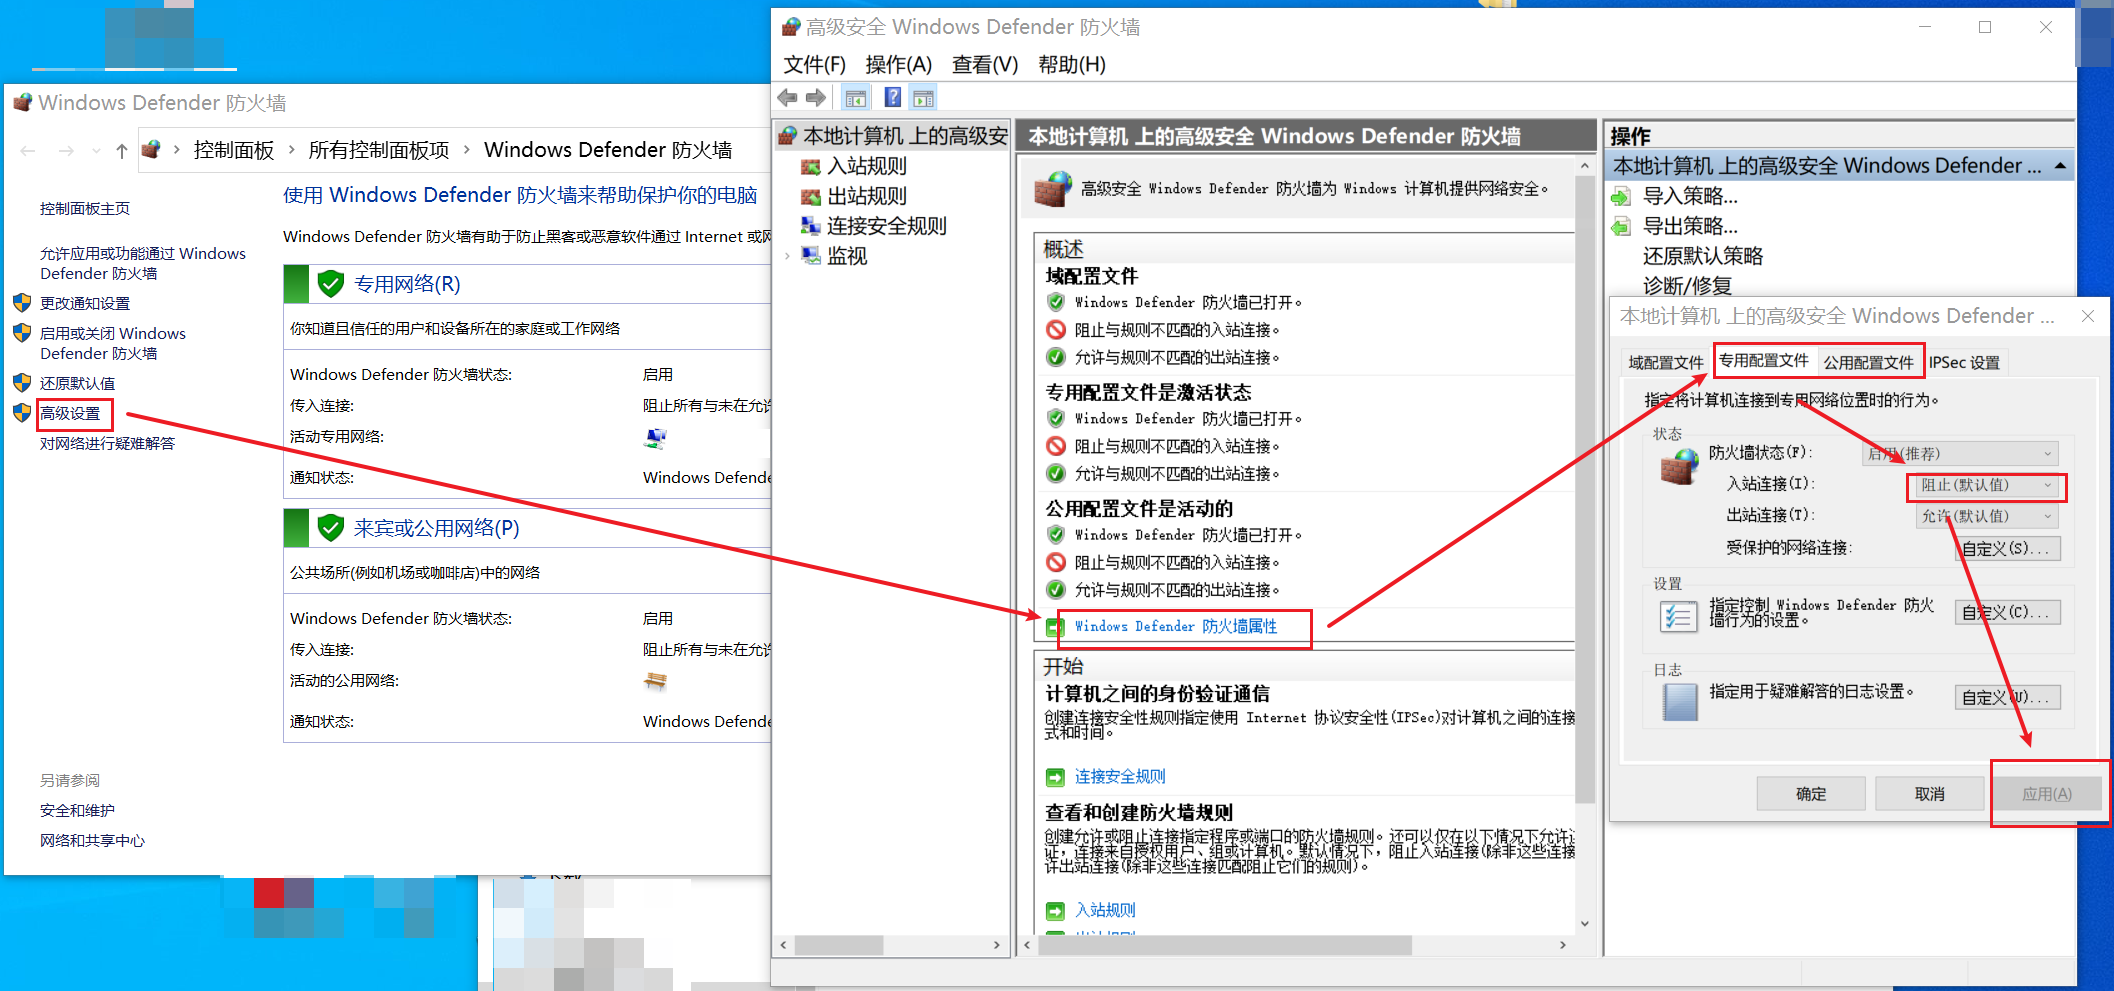 Windows Defender 防火墙
控制面板 › 所有控制面板项 › Windows Defender 防火墙
控制面板主页
允许应用或功能通过 Windows
Defender 防火墙
更改通知设置
启用或关闭 Windows
Defender 防火墙
还原默认值
高级设置
对网络进行疑难解答
另请参阅
安全和维护
网络和共享中心
使用 Windows Defender 防火墙来帮助保护你的电脑
Windows Defender 防火墙有助于防止黑客或恶意软件通过 Internet 或
专用网络(R)
你知道且信任的用户和设备所在的家庭或工作网络
Windows Defender 防火墙状态: 启用
传入连接: 阻止所有与未在允
活动专用网络:
通知状态: Windows Defende
来宾或公用网络(P)
公共场所(例如机场或咖啡店)中的网络
Windows Defender 防火墙状态: 启用
传入连接: 阻止所有与未在允
活动的公用网络:
通知状态: Windows Defende
高级安全 Windows Defender 防火墙
文件(F) 操作(A) 查看(V) 帮助(H)
本地计算机 上的高级安
入站规则
出站规则
连接安全规则
监视
本地计算机 上的高级安全 Windows Defender 防火墙
高级安全 Windows Defender 防火墙为 Windows 计算机提供网络安全。
概述
域配置文件
Windows Defender 防火墙已打开。
阻止与规则不匹配的入站连接。
允许与规则不匹配的出站连接。
专用配置文件是激活状态
Windows Defender 防火墙已打开。
阻止与规则不匹配的入站连接。
允许与规则不匹配的出站连接。
公用配置文件是活动的
Windows Defender 防火墙已打开。
阻止与规则不匹配的入站连接。
允许与规则不匹配的出站连接。
Windows Defender 防火墙属性
开始
计算机之间的身份验证通信
创建连接安全性规则指定使用 Internet 协议安全性(IPSec)对计算机之间的连接
式和时间。
连接安全规则
查看和创建防火墙规则
创建允许或阻止连接指定程序或端口的防火墙规则。还可以仅在以下情况下允许
证, 连接来自授权用户、组或计算机。默认情况下, 阻止入站连接(除非这些连接
许出站连接(除非这些连接匹配阻止它们的规则)。
入站规则
操作
本地计算机 上的高级安全 Windows Defender ...
导入策略...
导出策略...
还原默认策略
诊断/修复
本地计算机 上的高级安全 Windows Defender ...
域配置文件 专用配置文件 公用配置文件 IPSec 设置
指定将计算机连接到专用网络位置时的行为。
状态
防火墙状态(F): 启用(推荐)
入站连接(I): 阻止(默认值)
出站连接(T): 允许(默认值)
受保护的网络连接: 自定义(S)...
设置
指定控制 Windows Defender 防火
墙行为的设置。
自定义(C)...
日志
指定用于疑难解答的日志设置。 自定义(U)...
确定 取消 应用(A)